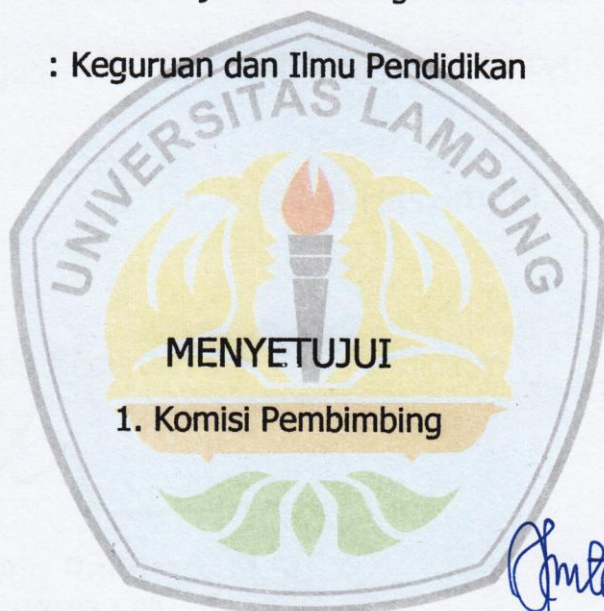 : Keguruan dan Ilmu Pendidikan
UNIVERSITAS LAMPUNG
MENYETUJUI
1. Komisi Pembimbing